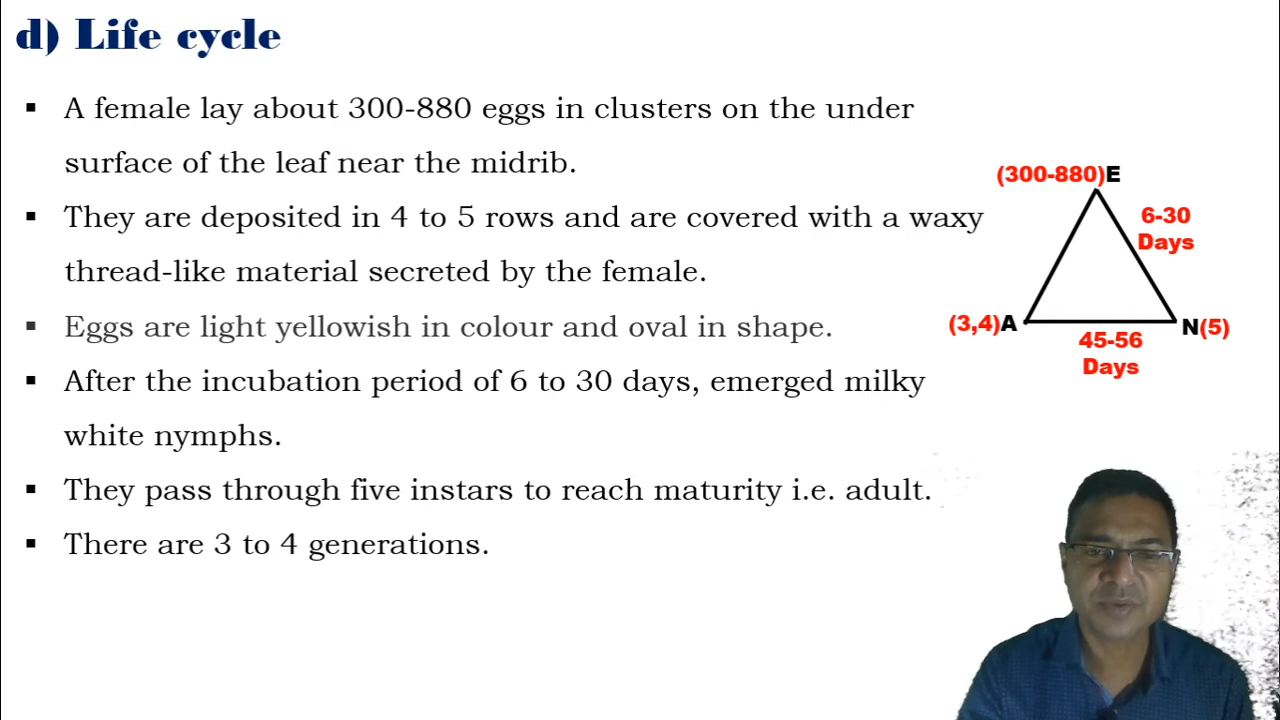 d) Life cycle
▪ A female lay about 300-880 eggs in clusters on the under
surface of the leaf near the midrib.
▪ They are deposited in 4 to 5 rows and are covered with a waxy
thread-like material secreted by the female.
▪ Eggs are light yellowish in colour and oval in shape.
▪ After the incubation period of 6 to 30 days, emerged milky
white nymphs.
▪ They pass through five instars to reach maturity i.e. adult.
▪ There are 3 to 4 generations.
(300-880)E
6-30
Days
(3,4)A
N(5)
45-56
Days